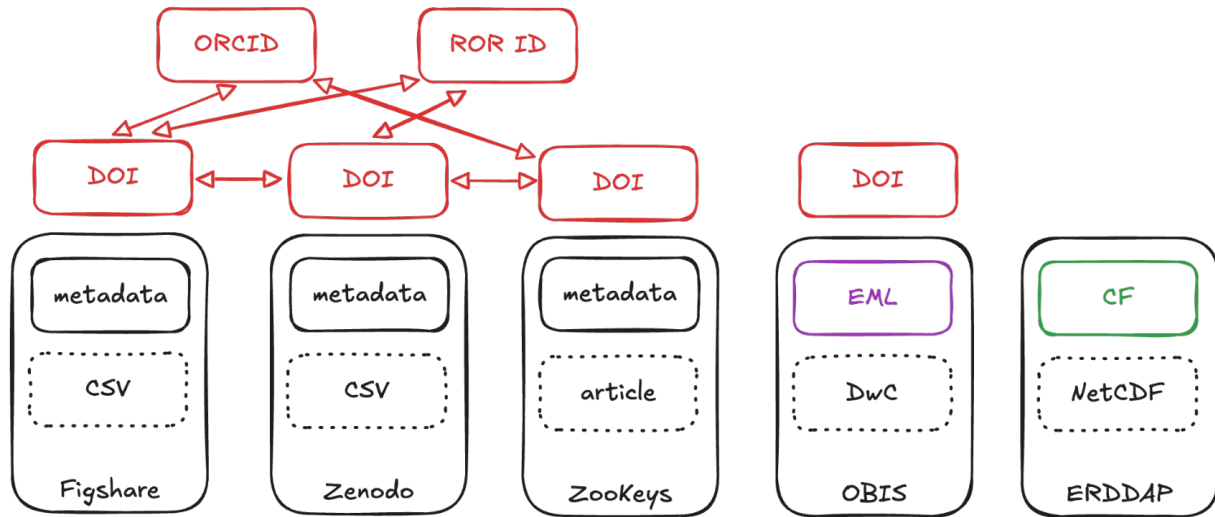 ORCID
ROR ID
DOI
DOI
DOI
DOI
metadata
metadata
metadata
EML
CF
CSV
CSV
article
DwC
NetCDF
Figshare
Zenodo
ZooKeys
OBIS
ERDDAP